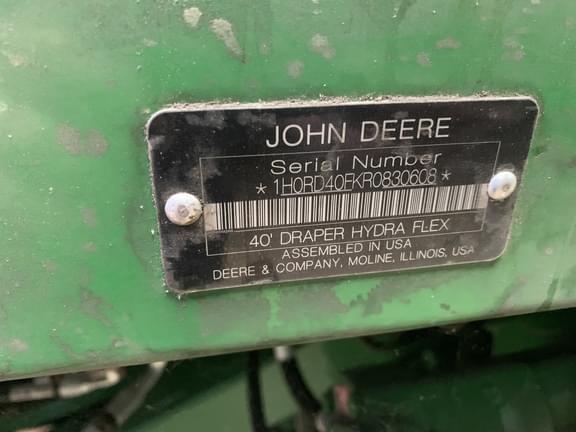 JOHN DEERE
Serial Number
*1H0RD40FKR0830608*
40' DRAPER HYDRA FLEX
ASSEMBLED IN USA
DEERE & COMPANY, MOLINE, ILLINOIS, USA